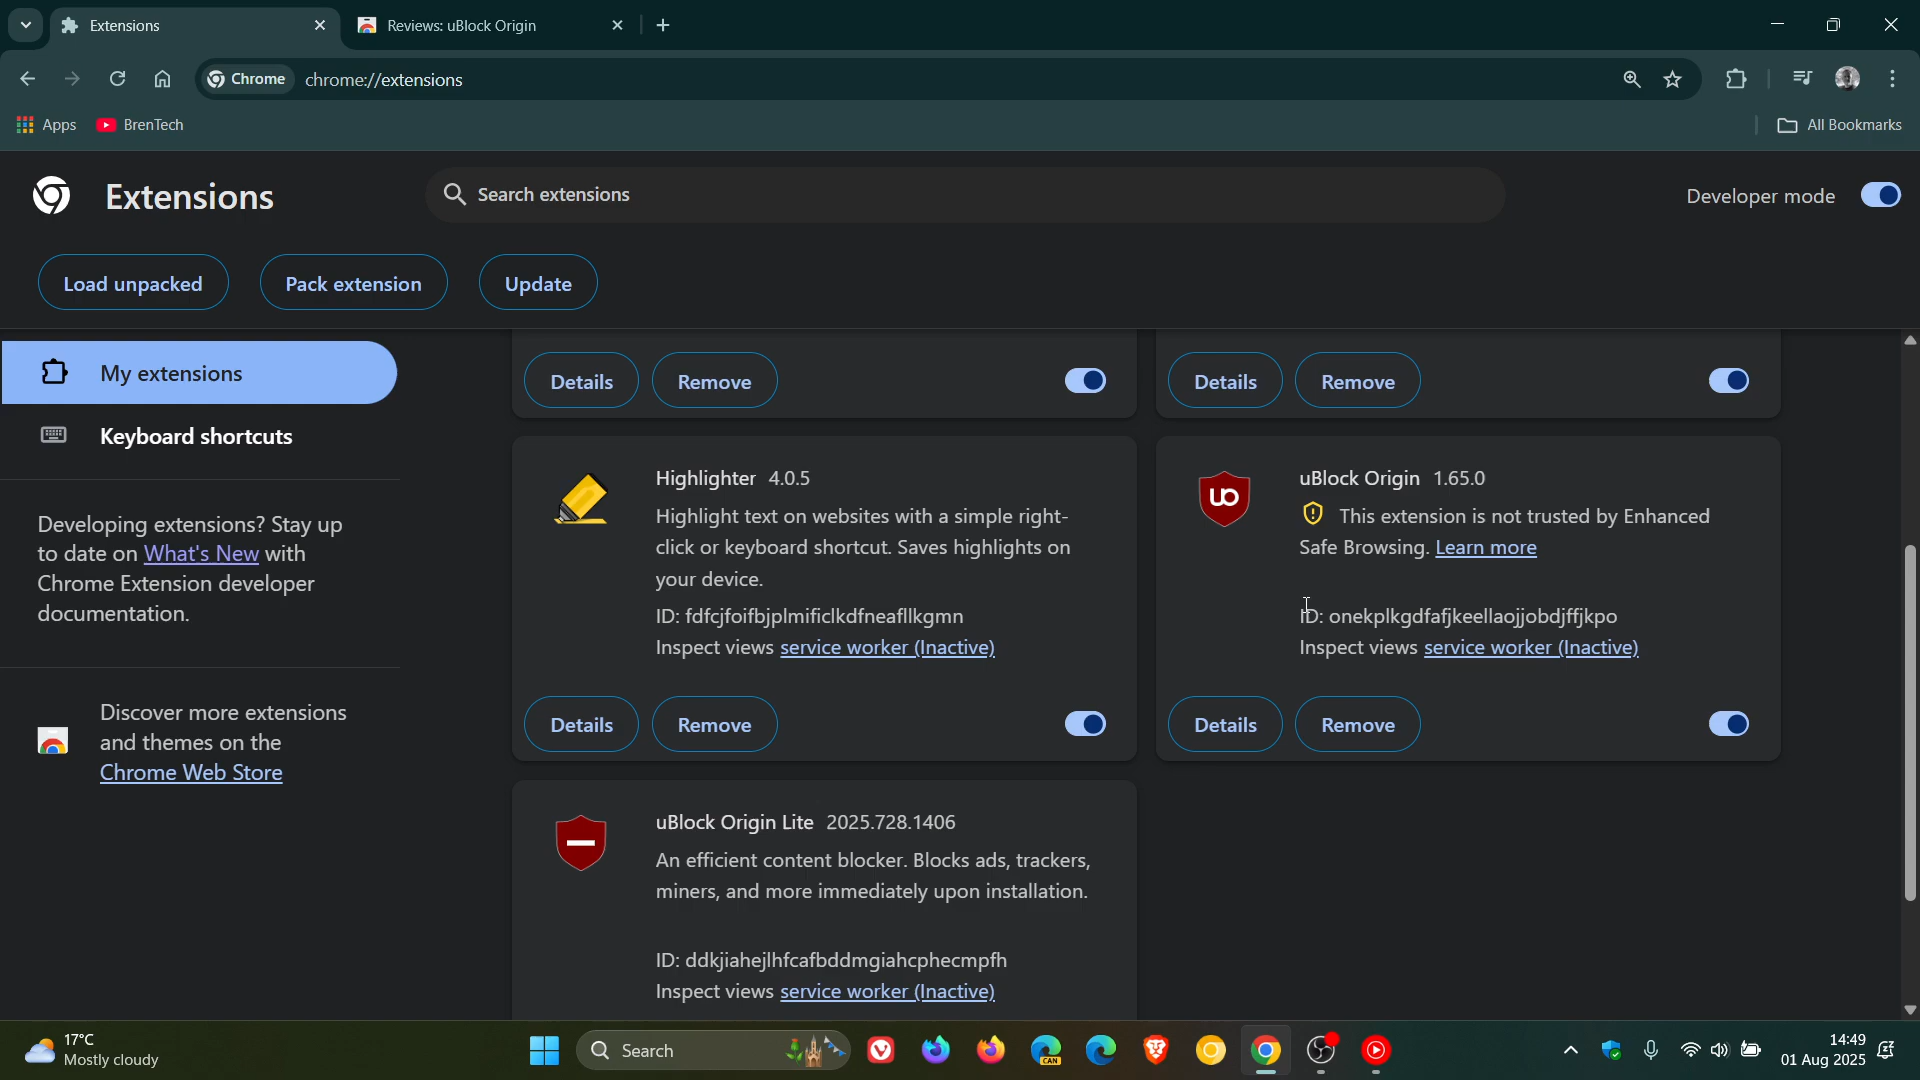 Extensions
Reviews: uBlock Origin
Chrome
chrome://extensions
Apps
BrenTech
All Bookmarks
Extensions
Search extensions
Developer mode
Load unpacked
Pack extension
Update
My extensions
Keyboard shortcuts
Developing extensions? Stay up
to date on What's New with
Chrome Extension developer
documentation.
Discover more extensions
and themes on the
Chrome Web Store
Details
Remove
Details
Remove
Highlighter 4.0.5
Highlight text on websites with a simple right-
click or keyboard shortcut. Saves highlights on
your device.
ID: fdfcjfoifbjplmificlkdfneafllkgmn
Inspect views service worker (Inactive)
Details
Remove
uBlock Origin 1.65.0
This extension is not trusted by Enhanced
Safe Browsing. Learn more
ID: onekplkgdfafjkeellaojjobdjffjkpo
Inspect views service worker (Inactive)
Details
Remove
uBlock Origin Lite 2025.728.1406
An efficient content blocker. Blocks ads, trackers,
miners, and more immediately upon installation.
ID: ddkjiahejlhfcafbddmgiahcphecmpfh
Inspect views service worker (Inactive)
17°C
Mostly cloudy
Search
CAN
14:49
01 Aug 2025